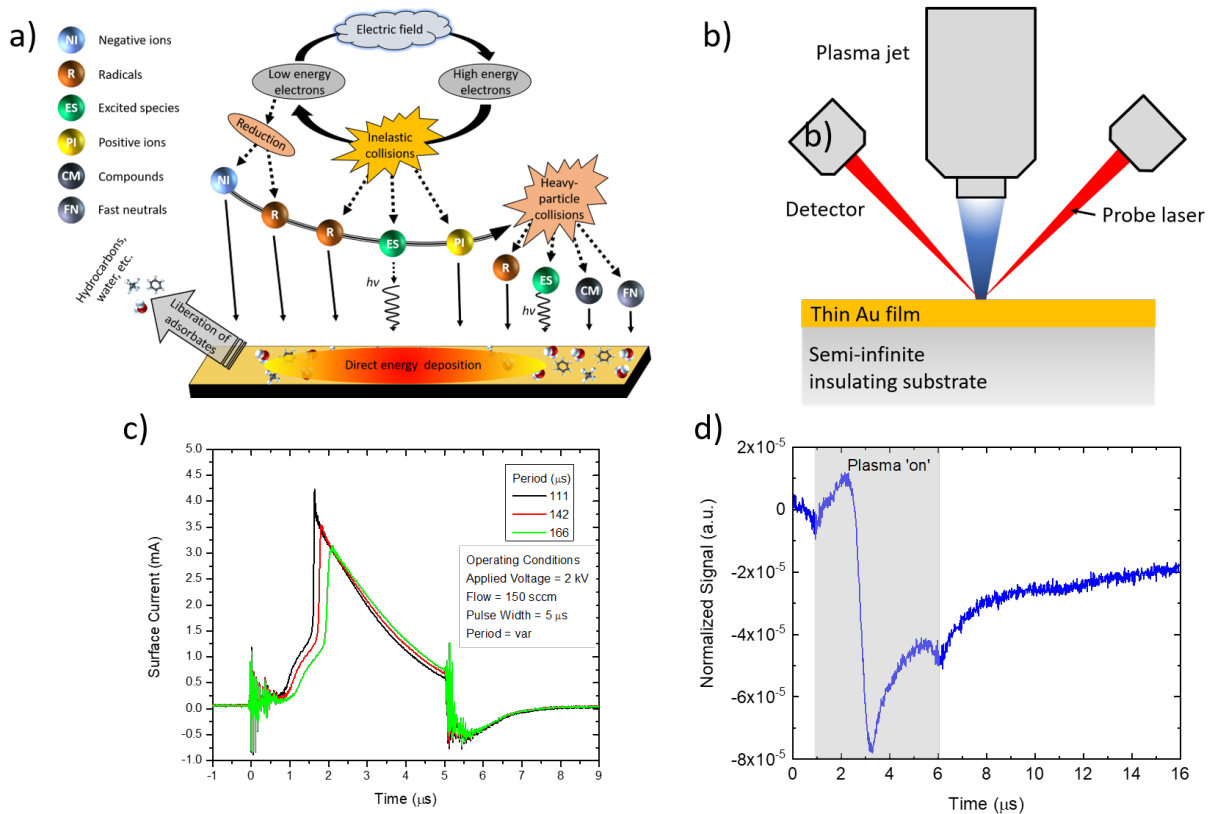 a)
NI Negative ions
R Radicals
ES Excited species
PI Positive ions
CM Compounds
FN Fast neutrals
Electric field
Low energy
electrons
High energy
electrons
Reduction
Inelastic
collisions
Heavy-
particle
collisions
NI
R
R
ES
PI
R
ES
CM
FN
hν
hν
Hydrocarbons,
water, etc.
Liberation of
adsorbates
Direct energy deposition
b)
Plasma jet
b)
Detector
Probe laser
Thin Au film
Semi-infinite
insulating substrate
c)
Surface Current (mA)
5.0
4.5
4.0
3.5
3.0
2.5
2.0
1.5
1.0
0.5
0.0
-0.5
-1.0
Period (μs)
111
142
166
Operating Conditions
Applied Voltage = 2 kV
Flow = 150 sccm
Pulse Width = 5 μs
Period = var
-1 0 1 2 3 4 5 6 7 8 9
Time (μs)
d)
Normalized Signal (a.u.)
2x10-5
0
-2x10-5
-4x10-5
-6x10-5
-8x10-5
Plasma 'on'
0 2 4 6 8 10 12 14 16
Time (μs)